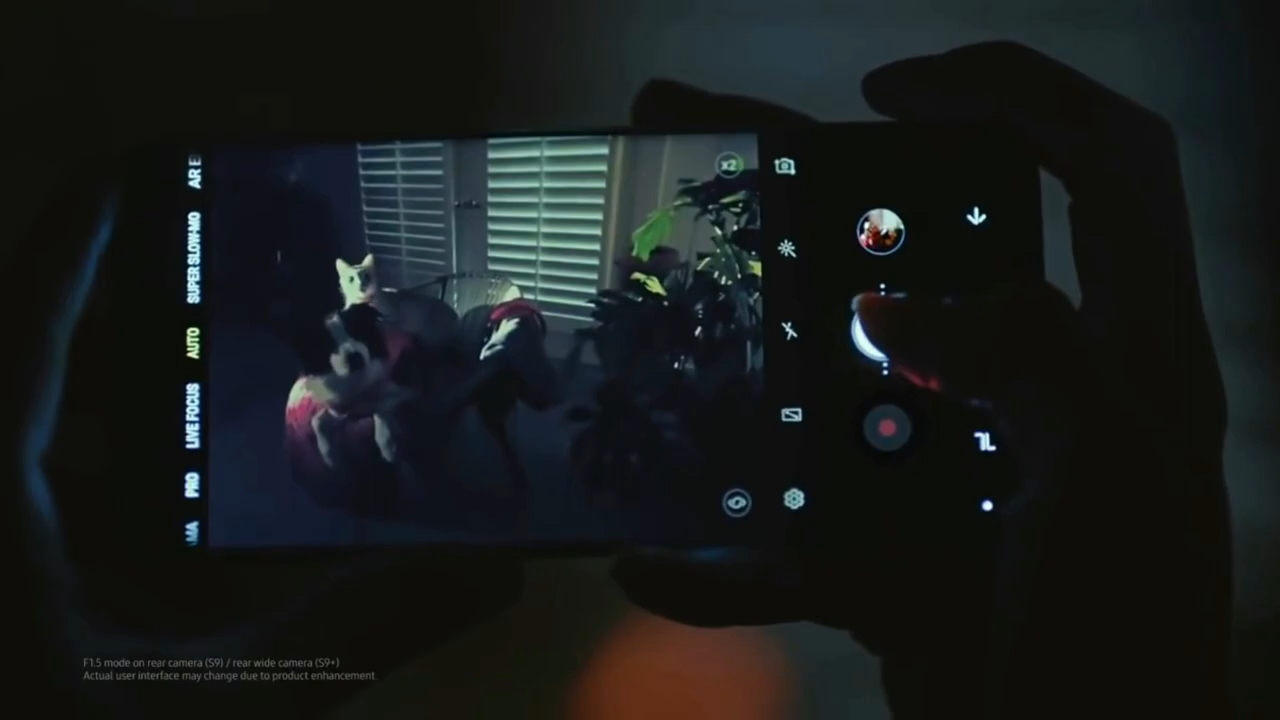 AR E
SUPER SLOW-MO
AUTO
LIVE FOCUS
PRO
MA
x2
F1.5 mode on rear camera (S9) / rear wide camera (S9+)
Actual user interface may change due to product enhancement.